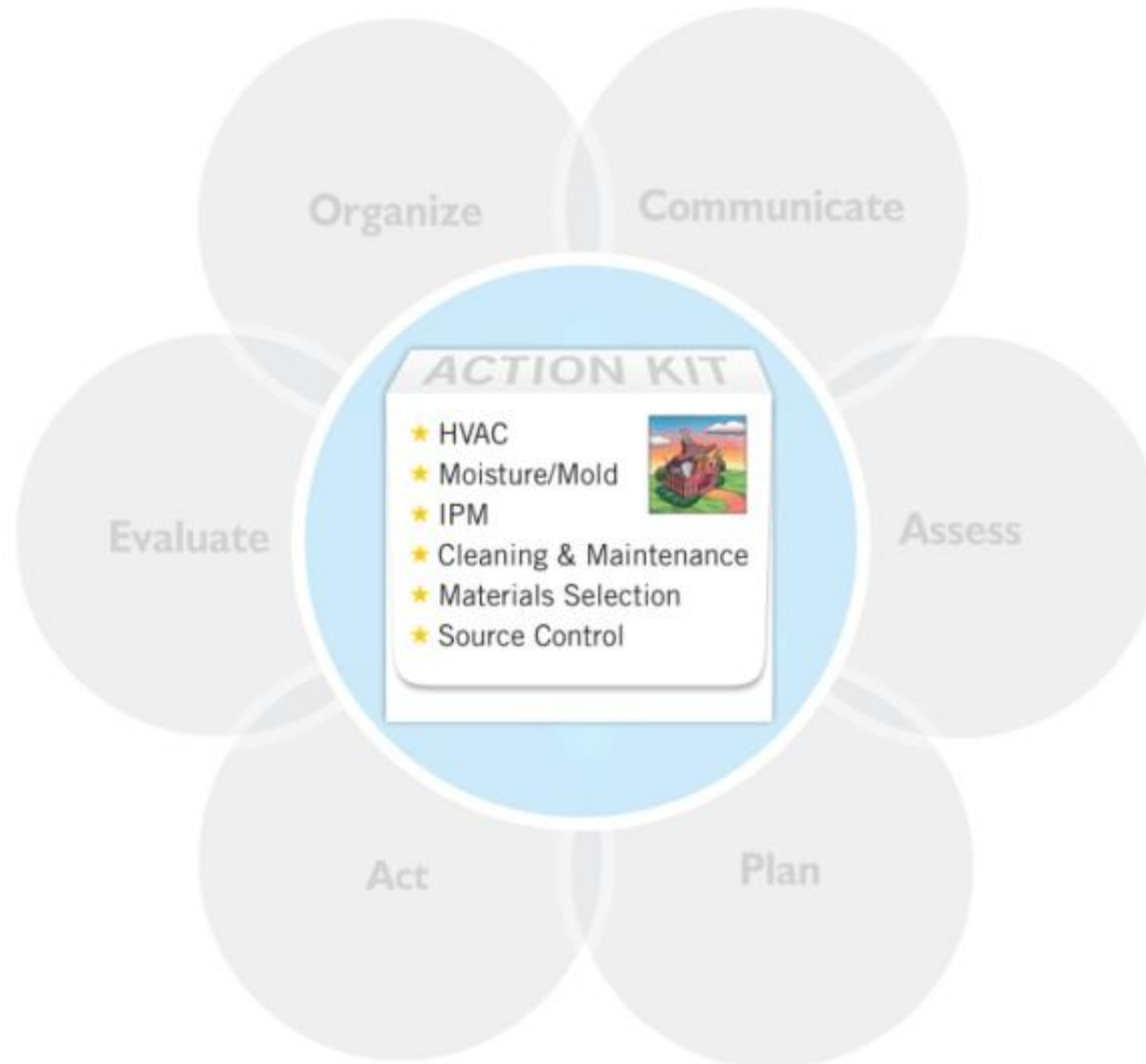 Organize
Communicate
ACTION KIT
HVAC
Moisture/Mold
IPM
Evaluate
Assess
Cleaning & Maintenance
Materials Selection
Source Control
Act
Plan